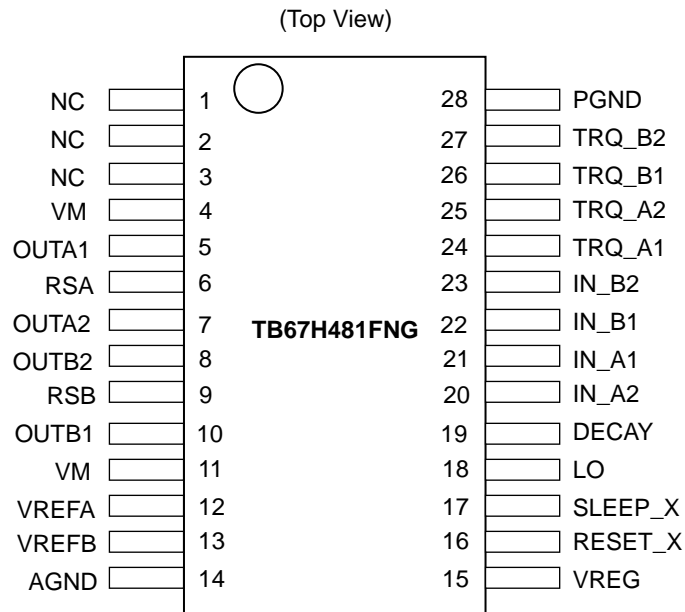 (Top View)
NC 1 28 PGND
NC 2 27 TRQ_B2
NC 3 26 TRQ_B1
VM 4 25 TRQ_A2
OUTA1 5 24 TRQ_A1
RSA 6 23 IN_B2
OUTA2 7 TB67H481FNG 22 IN_B1
OUTB2 8 21 IN_A1
RSB 9 20 IN_A2
OUTB1 10 19 DECAY
VM 11 18 LO
VREFA 12 17 SLEEP_X
VREFB 13 16 RESET_X
AGND 14 15 VREG